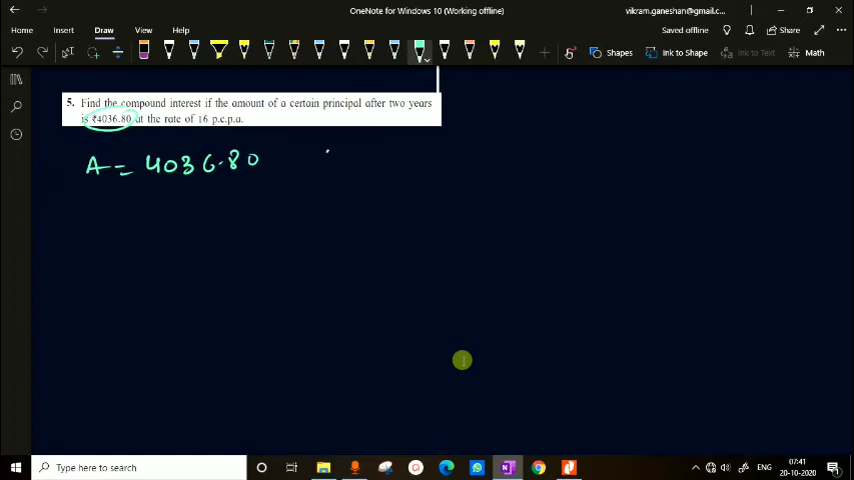 OneNote for Windows 10 (Working offline)
vikram.ganeshan@gmail.c...
Home Insert Draw View Help
Saved offline Share
Shapes Ink to Shape Ink to Text Math
5. Find the compound interest if the amount of a certain principal after two years
is ₹4036.80 at the rate of 16 p.c.p.a.
A = 4036.80
Type here to search
ENG
07:41
20-10-2020